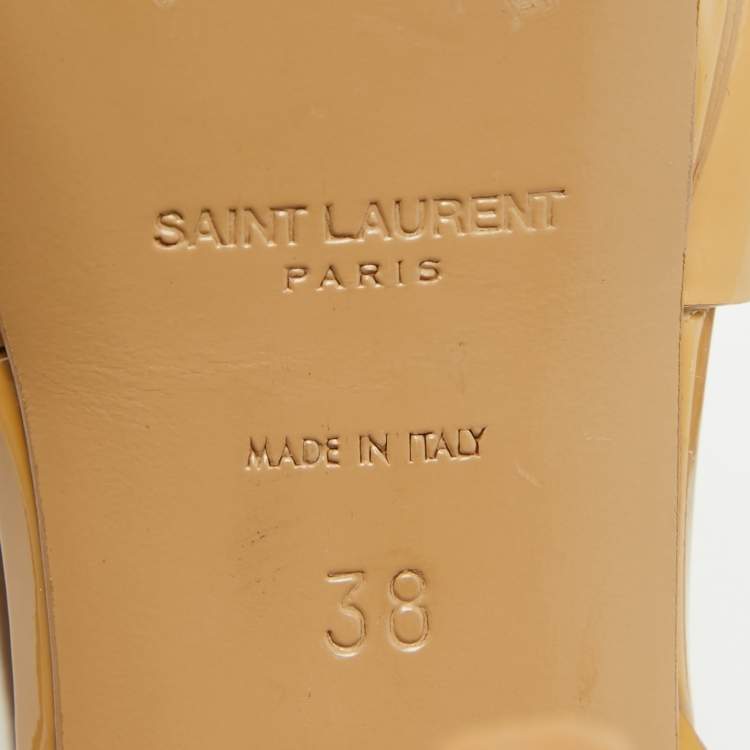 SAINT LAURENT
PARIS
MADE IN ITALY
38